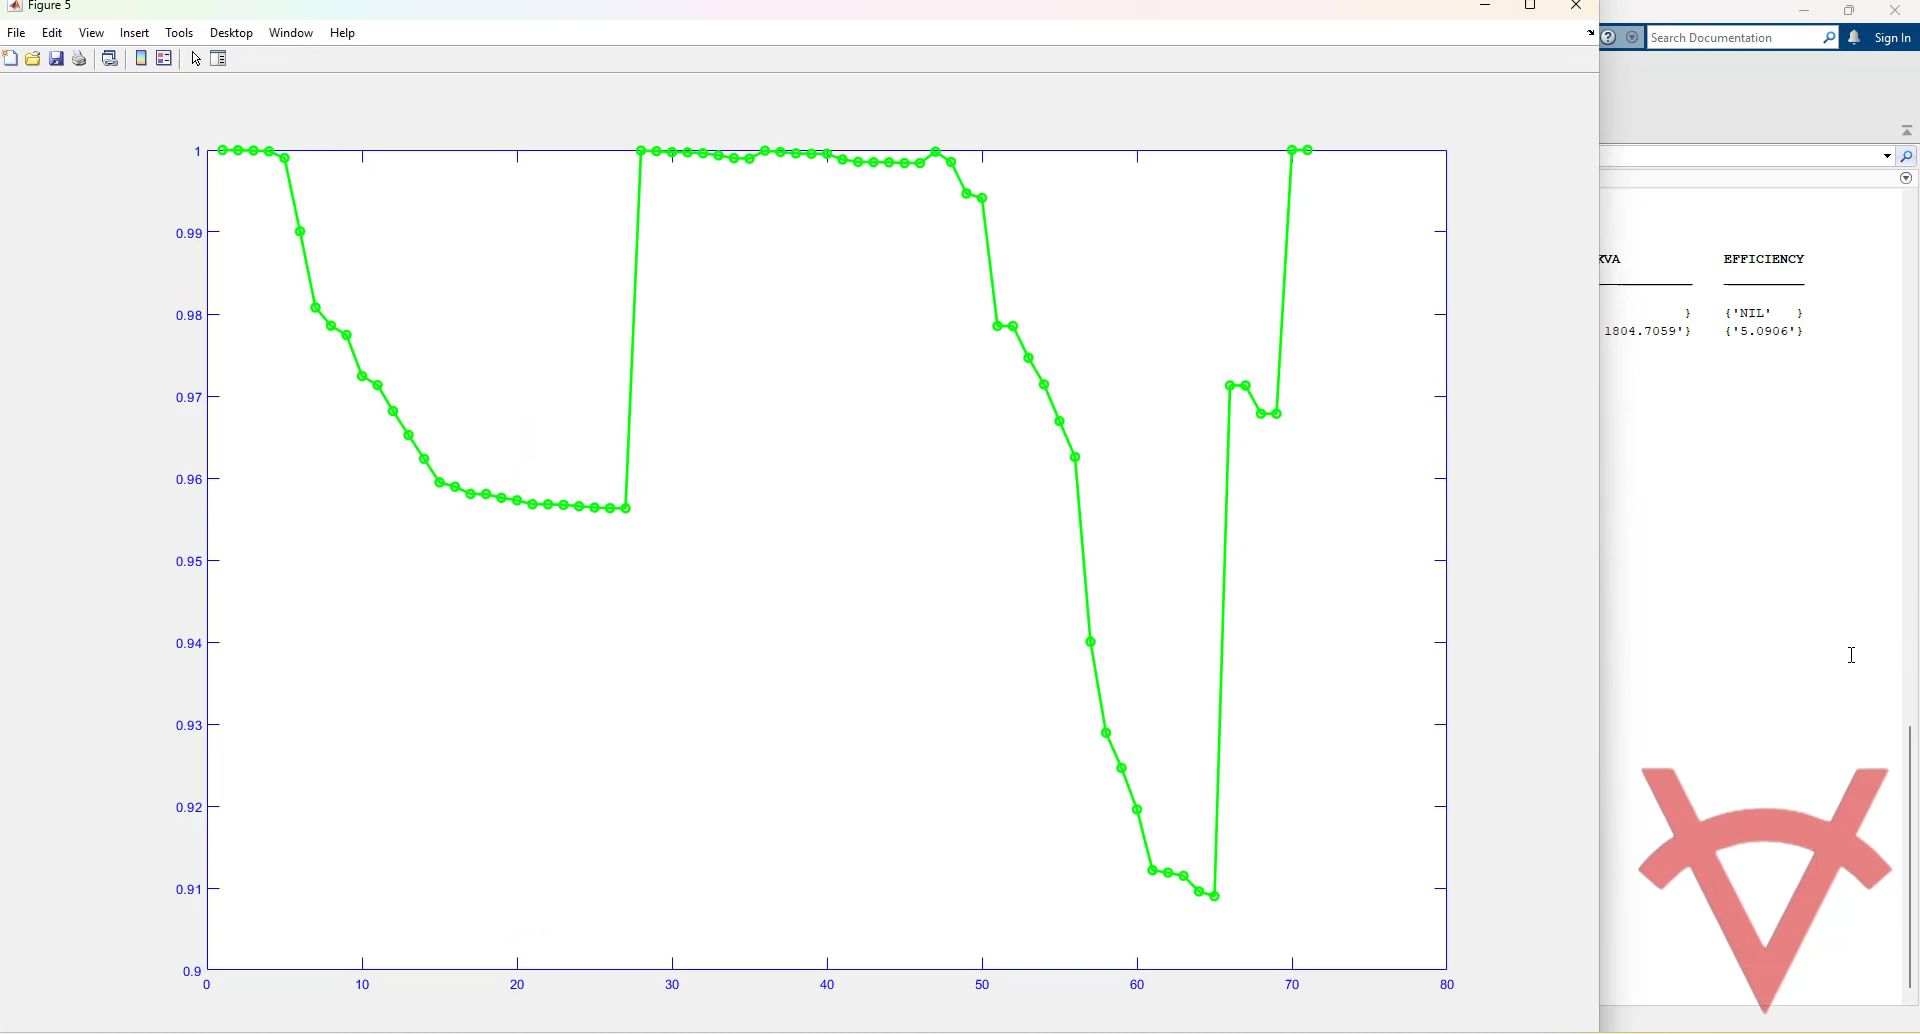 Figure 5
File Edit View Insert Tools Desktop Window Help
Search Documentation
Sign In
KVA EFFICIENCY
} {'NIL' }
1804.7059'} {'5.0906'}
1
0.99
0.98
0.97
0.96
0.95
0.94
0.93
0.92
0.91
0.9
0 10 20 30 40 50 60 70 80